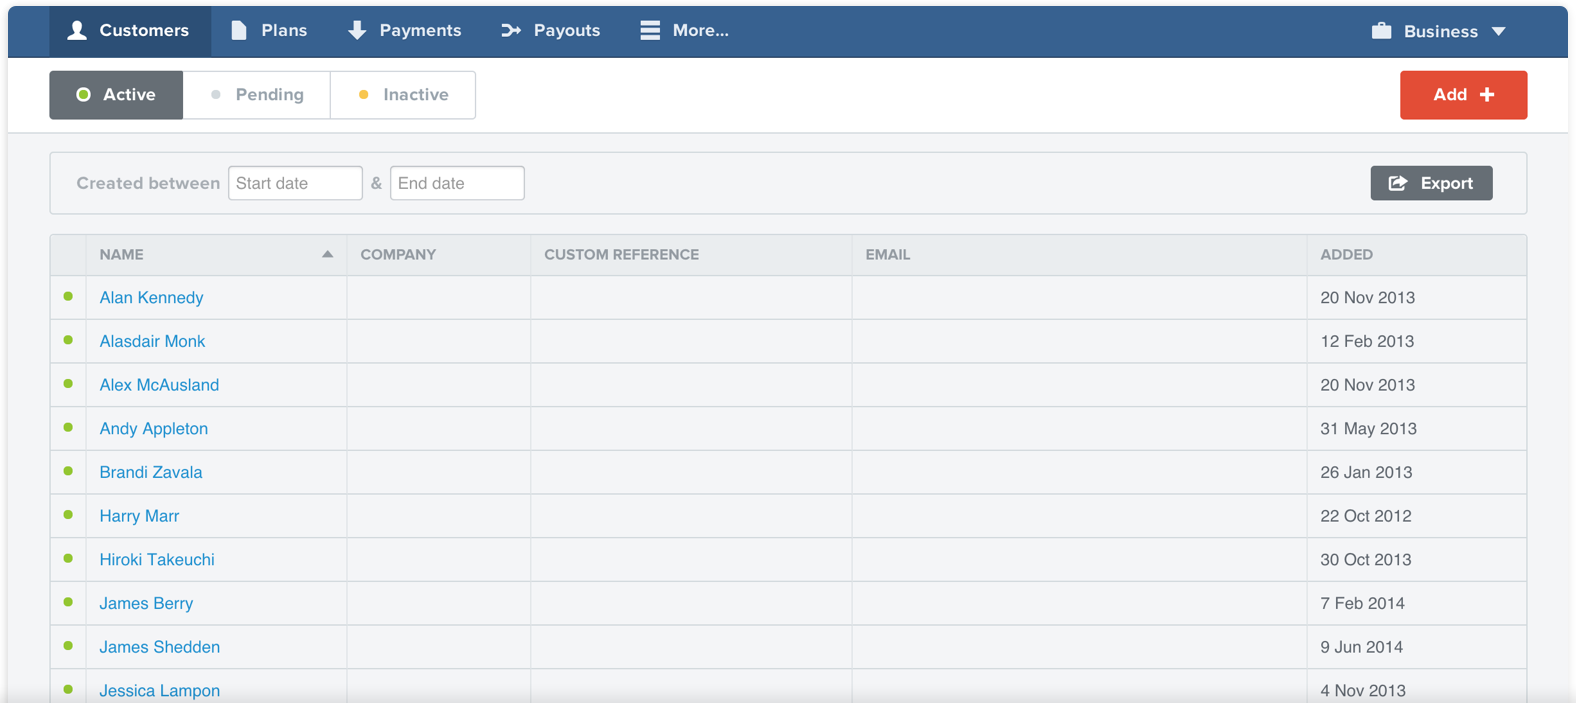 Customers Plans Payments Payouts More... Business
Active Pending Inactive Add
Created between Start date & End date Export
NAME COMPANY CUSTOM REFERENCE EMAIL ADDED
Alan Kennedy 20 Nov 2013
Alasdair Monk 12 Feb 2013
Alex McAusland 20 Nov 2013
Andy Appleton 31 May 2013
Brandi Zavala 26 Jan 2013
Harry Marr 22 Oct 2012
Hiroki Takeuchi 30 Oct 2013
James Berry 7 Feb 2014
James Shedden 9 Jun 2014
Jessica Lampon 4 Nov 2013